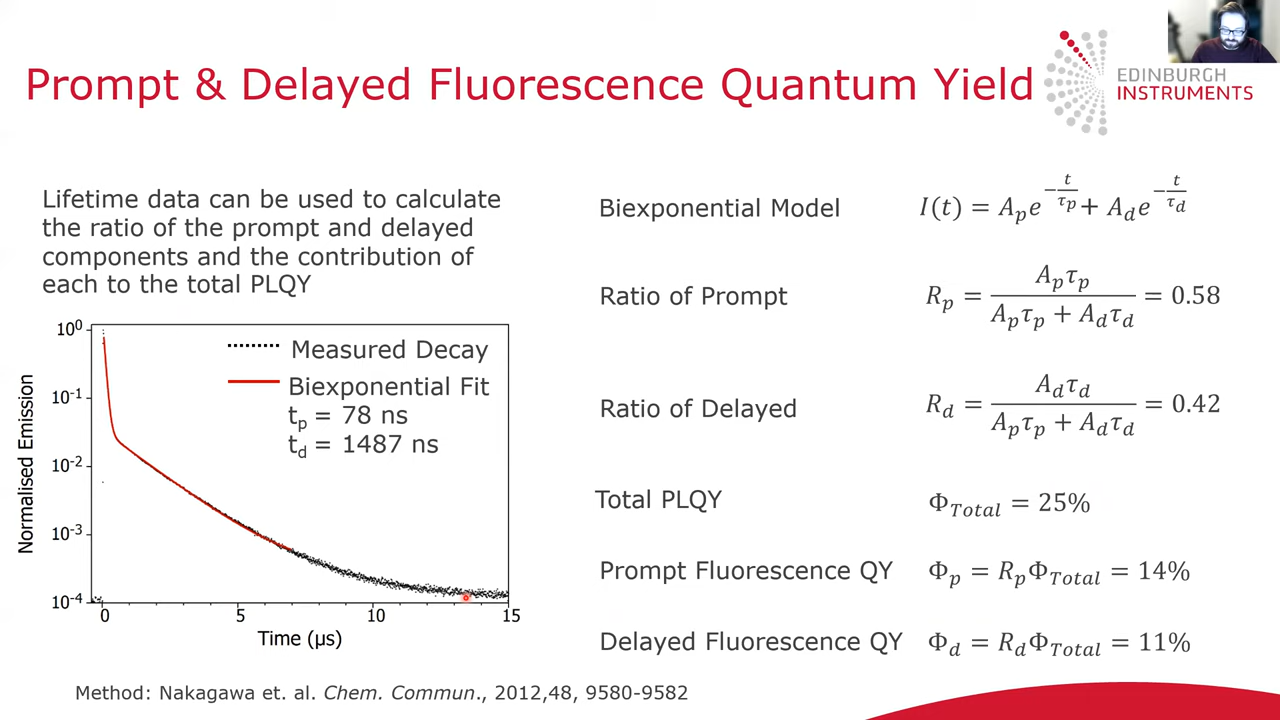 Prompt & Delayed Fluorescence Quantum Yield
EDINBURGH
INSTRUMENTS
Lifetime data can be used to calculate
the ratio of the prompt and delayed
components and the contribution of
each to the total PLQY
10⁰
10⁻¹
10⁻²
10⁻³
10⁻⁴
Normalised Emission
Measured Decay
Biexponential Fit
tₚ = 78 ns
t_d = 1487 ns
0 5 10 15
Time (µs)
Biexponential Model I(t) = A_p e^{-t/τ_p} + A_d e^{-t/τ_d}
Ratio of Prompt R_p = A_pτ_p / (A_pτ_p + A_dτ_d) = 0.58
Ratio of Delayed R_d = A_dτ_d / (A_pτ_p + A_dτ_d) = 0.42
Total PLQY Φ_Total = 25%
Prompt Fluorescence QY Φ_p = R_pΦ_Total = 14%
Delayed Fluorescence QY Φ_d = R_dΦ_Total = 11%
Method: Nakagawa et. al. Chem. Commun., 2012,48, 9580-9582